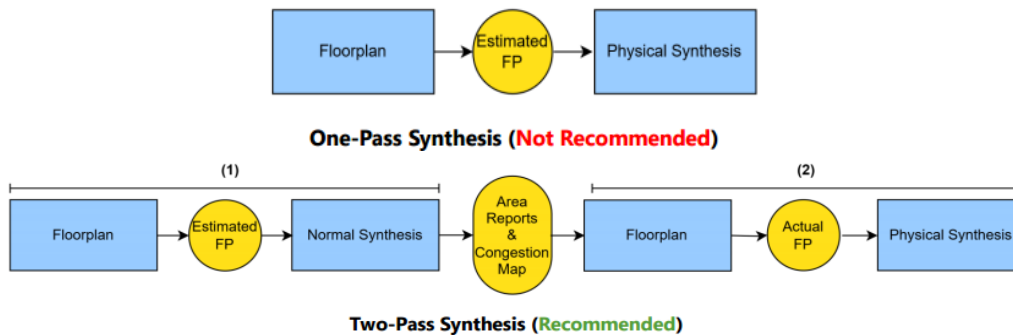 Floorplan
Estimated
FP
Physical Synthesis
One-Pass Synthesis (Not Recommended)
(1)
(2)
Floorplan
Estimated
FP
Normal Synthesis
Area
Reports
&
Congestion
Map
Floorplan
Actual
FP
Physical Synthesis
Two-Pass Synthesis (Recommended)